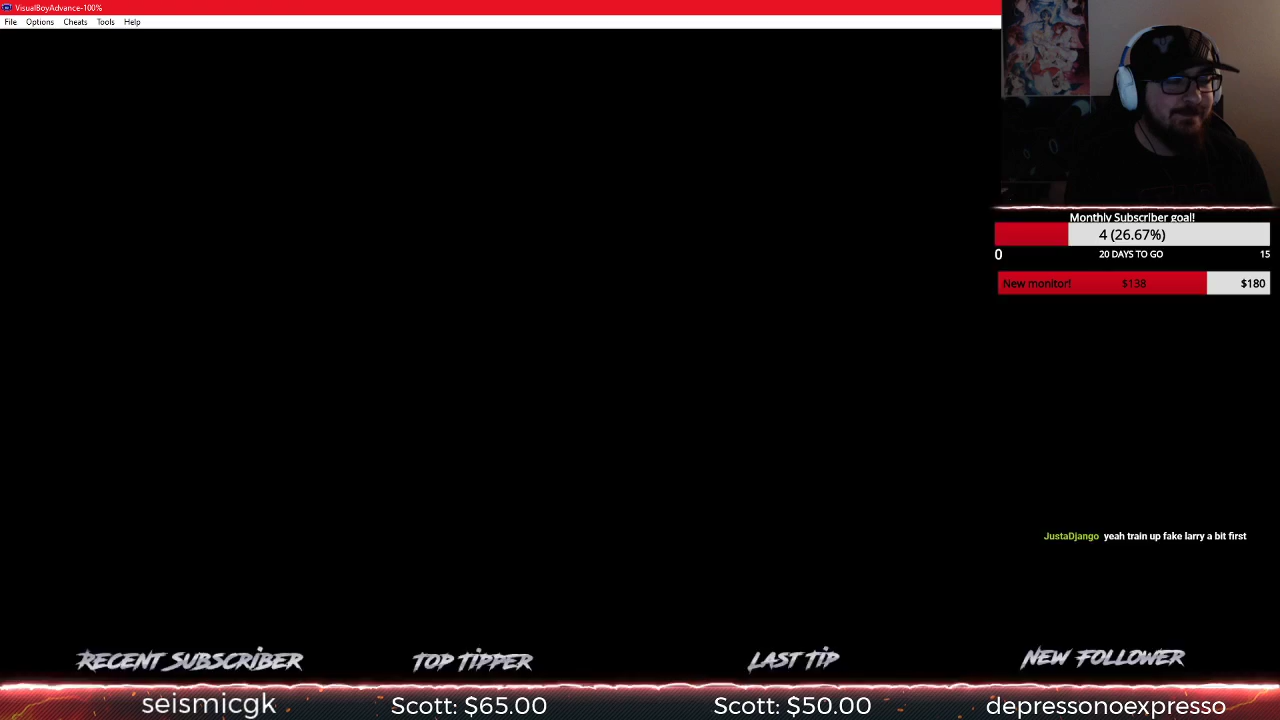 VisualBoyAdvance-100%
File Options Cheats Tools Help
Monthly Subscriber goal!
4 (26.67%)
0 20 DAYS TO GO 15
New monitor! $138 $180
JustaDjango yeah train up fake larry a bit first
RECENT SUBSCRIBER TOP TIPPER LAST TIP NEW FOLLOWER
seismicgk Scott: $65.00 Scott: $50.00 depressonoexpresso